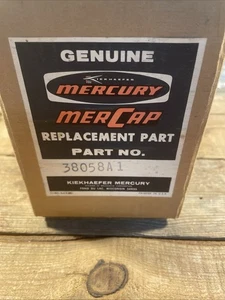 GENUINE
KIEKHAEFER
MERCURY
MERCAP
REPLACEMENT PART
PART NO.
38058A1
KIEKHAEFER MERCURY